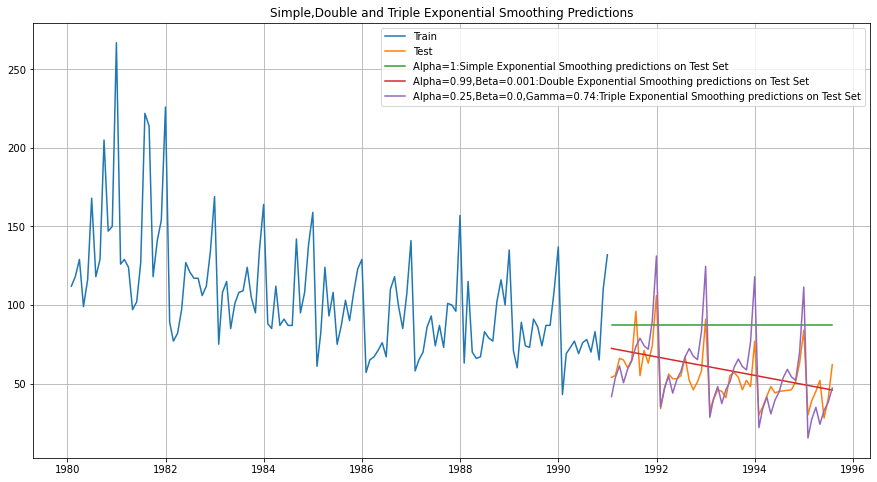 Simple,Double and Triple Exponential Smoothing Predictions
Train
Test
Alpha=1:Simple Exponential Smoothing predictions on Test Set
Alpha=0.99,Beta=0.001:Double Exponential Smoothing predictions on Test Set
Alpha=0.25,Beta=0.0,Gamma=0.74:Triple Exponential Smoothing predictions on Test Set
250
200
150
100
50
1980 1982 1984 1986 1988 1990 1992 1994 1996